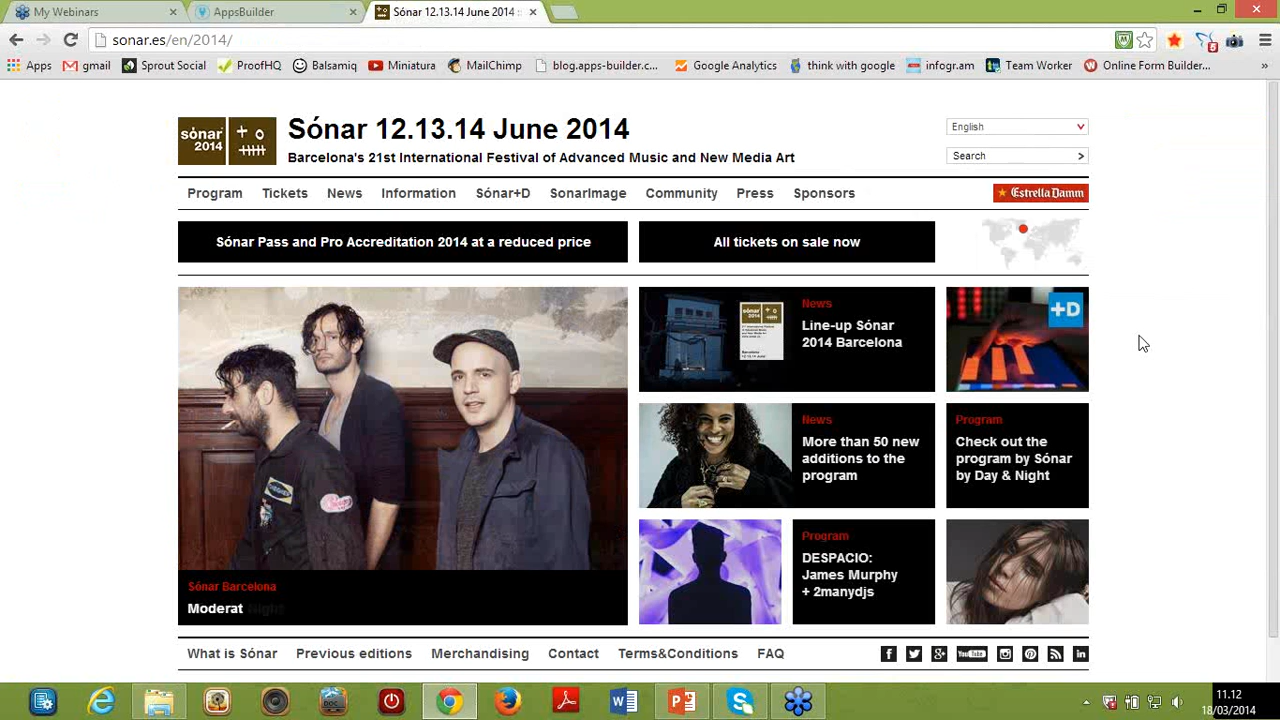 My Webinars
AppsBuilder
Sónar 12.13.14 June 2014 ::
sonar.es/en/2014/
Apps
gmail
Sprout Social
ProofHQ
Balsamiq
Miniatura
MailChimp
blog.apps-builder.c...
Google Analytics
think with google
infogr.am
Team Worker
Online Form Builder...
»
sónar
2014
Sónar 12.13.14 June 2014
Barcelona's 21st International Festival of Advanced Music and New Media Art
English
Search
Program
Tickets
News
Information
Sónar+D
SonarImage
Community
Press
Sponsors
Estrella Damm
Sónar Pass and Pro Accreditation 2014 at a reduced price
All tickets on sale now
News
Line-up Sónar
2014 Barcelona
+D
News
More than 50 new
additions to the
program
Program
Check out the
program by Sónar
by Day & Night
Program
DESPACIO:
James Murphy
+ 2manydjs
Sónar Barcelona
Moderat Night
What is Sónar
Previous editions
Merchandising
Contact
Terms&Conditions
FAQ
You Tube
11.12
18/03/2014